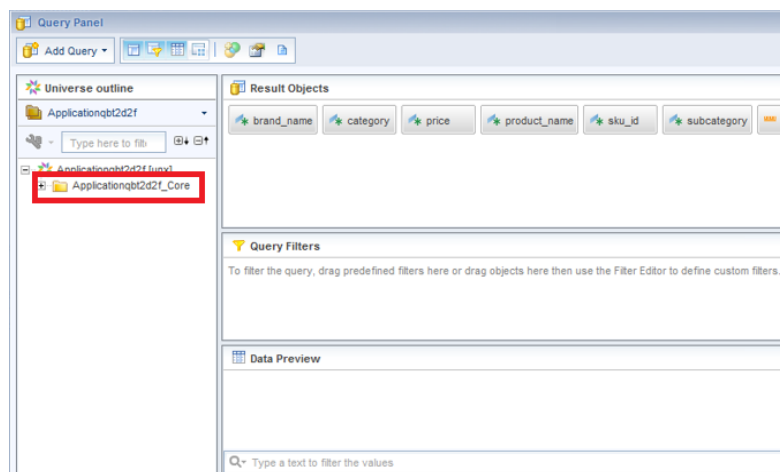 Query Panel
Add Query
Universe outline
Applicationqbt2d2f
Type here to filt
Applicationqbt2d2f [unx]
Applicationqbt2d2f_Core
Result Objects
brand_name category price product_name sku_id subcategory
Query Filters
To filter the query, drag predefined filters here or drag objects here then use the Filter Editor to define custom filters.
Data Preview
Type a text to filter the values